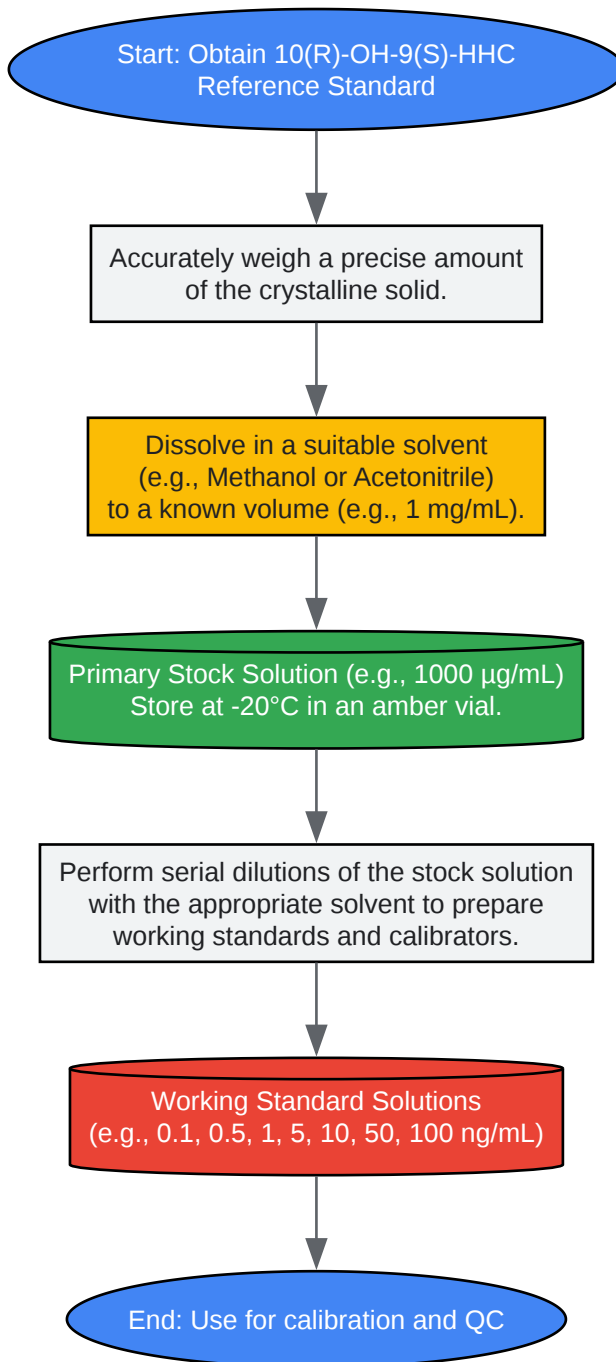 Start: Obtain 10(R)-OH-9(S)-HHC
Reference Standard
Accurately weigh a precise amount
of the crystalline solid.
Dissolve in a suitable solvent
(e.g., Methanol or Acetonitrile)
to a known volume (e.g., 1 mg/mL).
Primary Stock Solution (e.g., 1000 µg/mL)
Store at -20°C in an amber vial.
Perform serial dilutions of the stock solution
with the appropriate solvent to prepare
working standards and calibrators.
Working Standard Solutions
(e.g., 0.1, 0.5, 1, 5, 10, 50, 100 ng/mL)
End: Use for calibration and QC